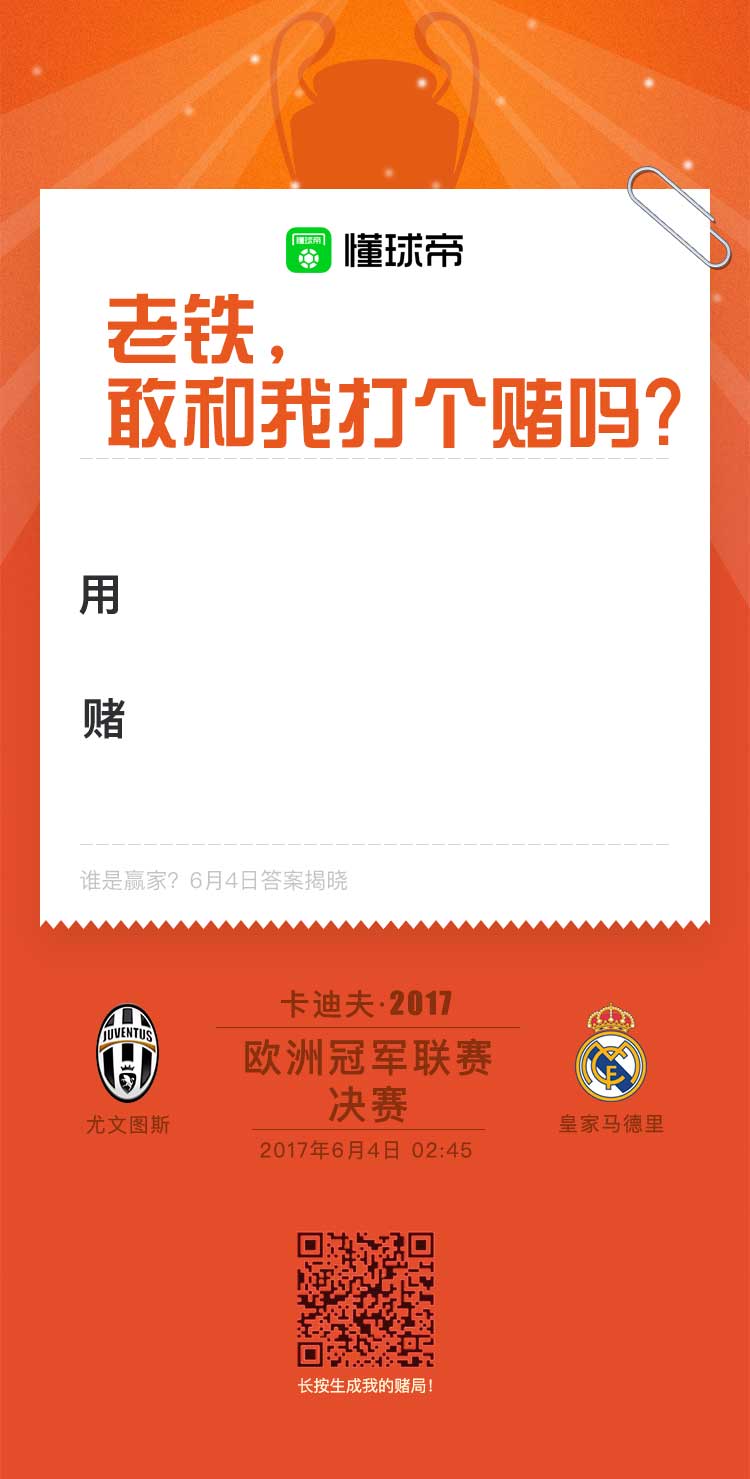 懂球帝 懂球帝
老铁，
敢和我打个赌吗？
用
赌
谁是赢家？6月4日答案揭晓
卡迪夫·2017
JUVENTUS
欧洲冠军联赛
决赛
尤文图斯
皇家马德里
2017年6月4日 02:45
长按生成我的赌局！